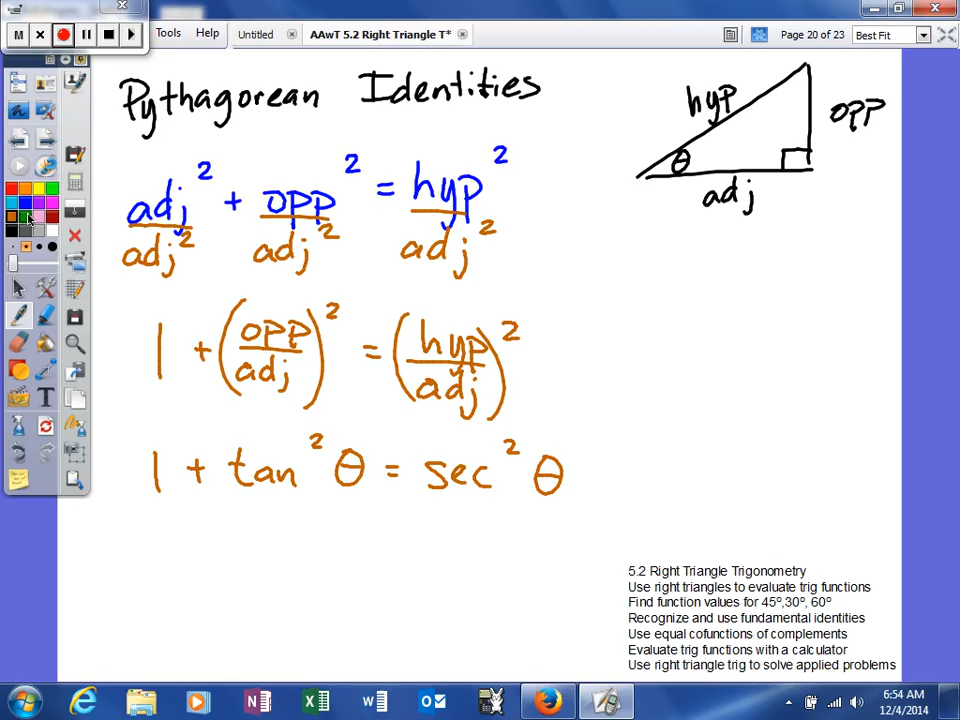 M
Tools Help Untitled AAwT 5.2 Right Triangle T* Page 20 of 23 Best Fit
Pythagorean Identities
hyp
opp
θ
adj
adj² + opp² = hyp²
adj² adj² adj²
1 + (opp/adj)² = (hyp/adj)²
1 + tan² θ = sec² θ
5.2 Right Triangle Trigonometry
Use right triangles to evaluate trig functions
Find function values for 45°,30°, 60°
Recognize and use fundamental identities
Use equal cofunctions of complements
Evaluate trig functions with a calculator
Use right triangle trig to solve applied problems
6:54 AM
12/4/2014